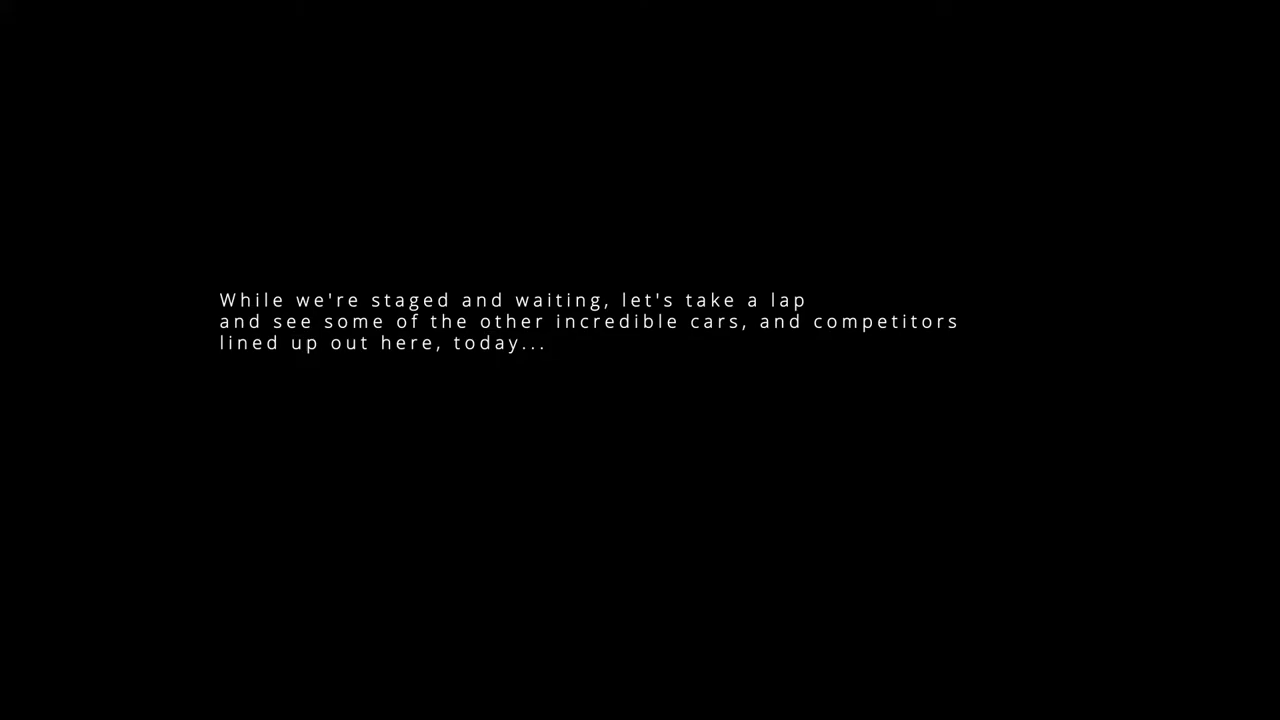 While we're staged and waiting, let's take a lap
and see some of the other incredible cars, and competitors
lined up out here, today...